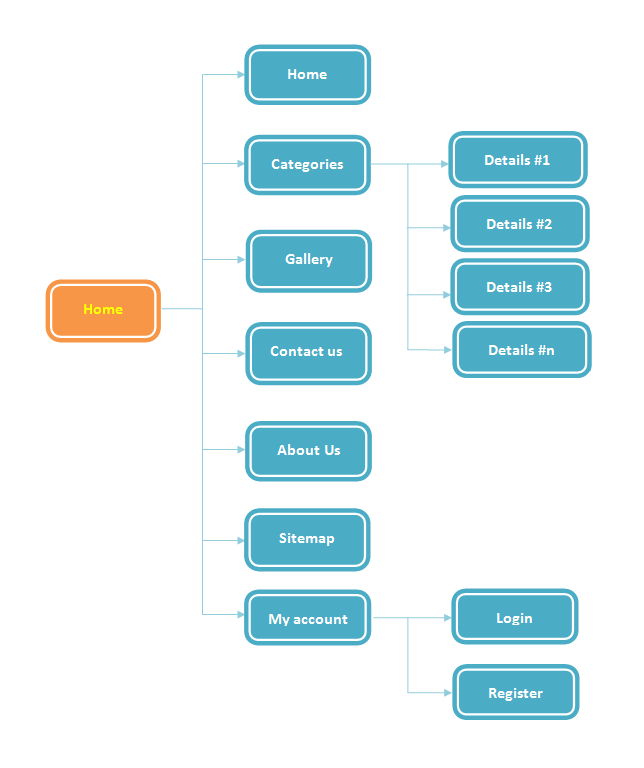 Home
Home
Categories
Gallery
Contact us
About Us
Sitemap
My account
Details #1
Details #2
Details #3
Details #n
Login
Register